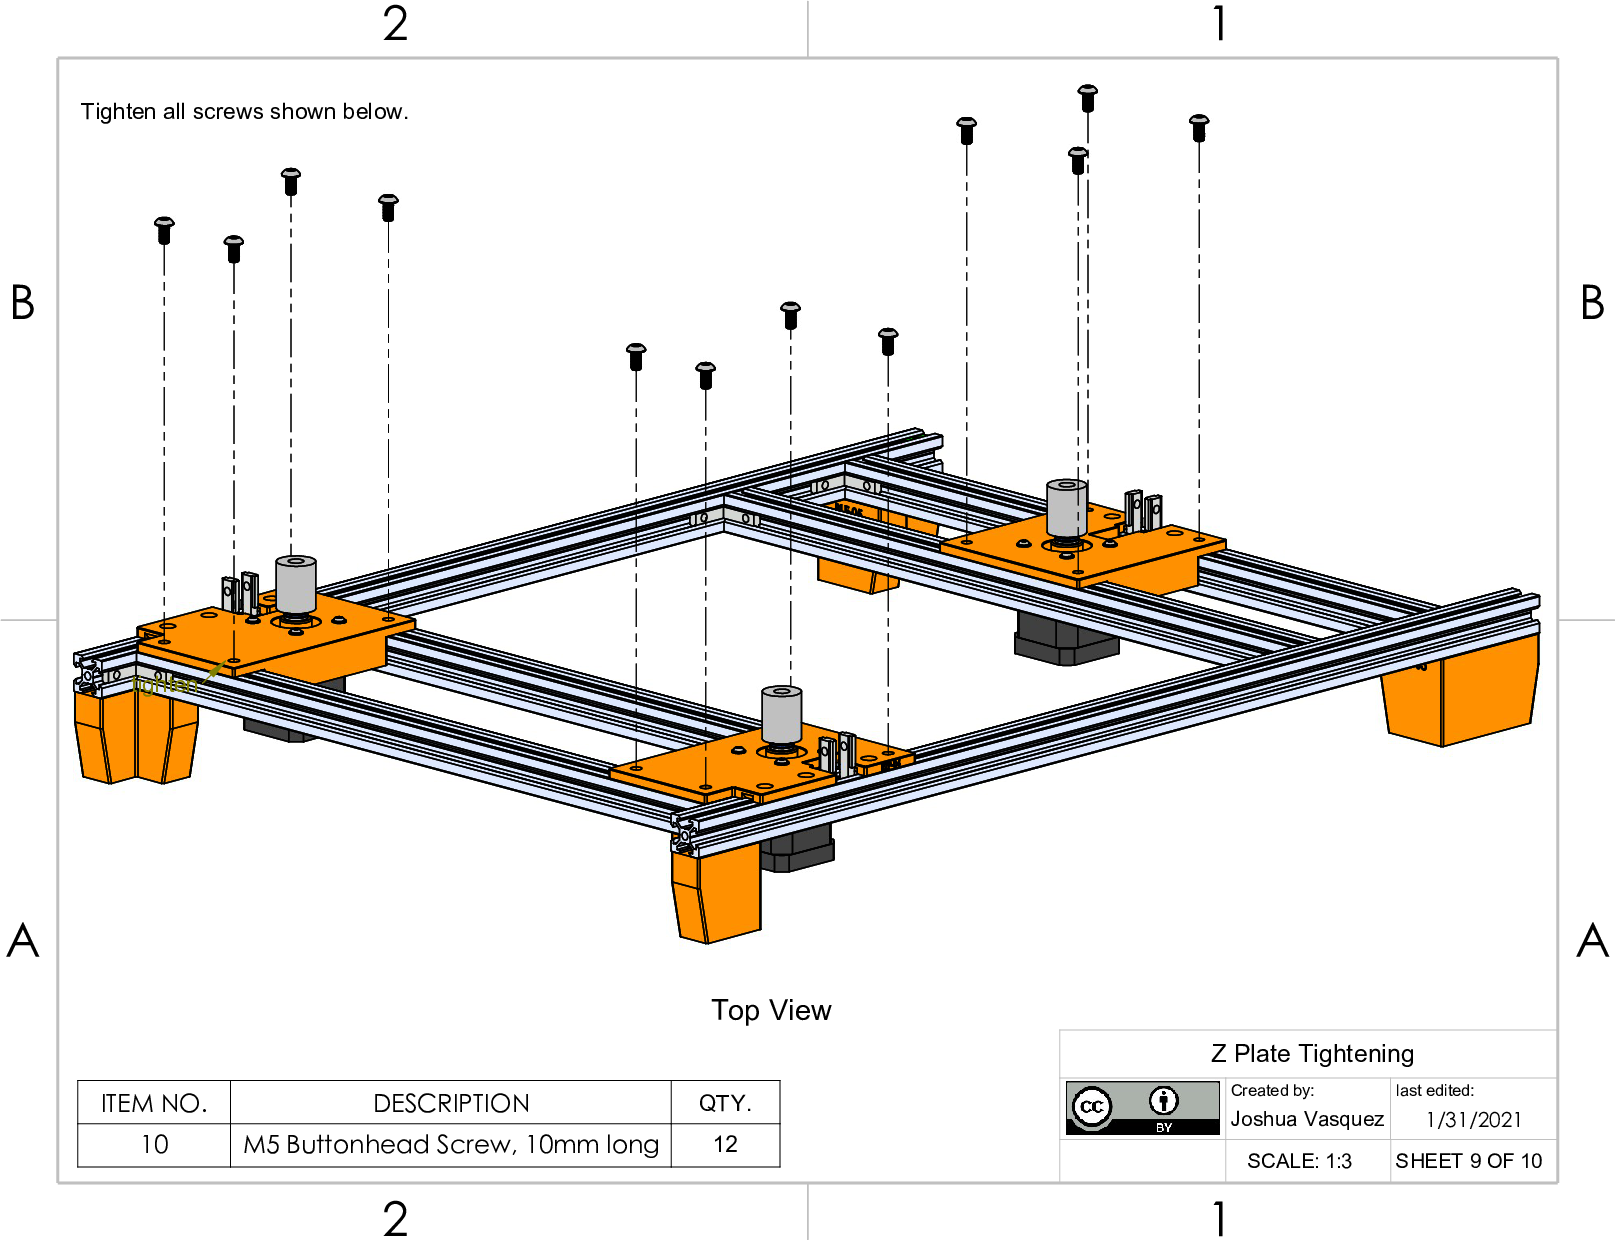 2 1
Tighten all screws shown below.
B B
tighten
A A
Top View
Z Plate Tightening
Created by: last edited:
Joshua Vasquez 1/31/2021
CC BY
SCALE: 1:3 SHEET 9 OF 10
ITEM NO. DESCRIPTION QTY.
10 M5 Buttonhead Screw, 10mm long 12
2 1